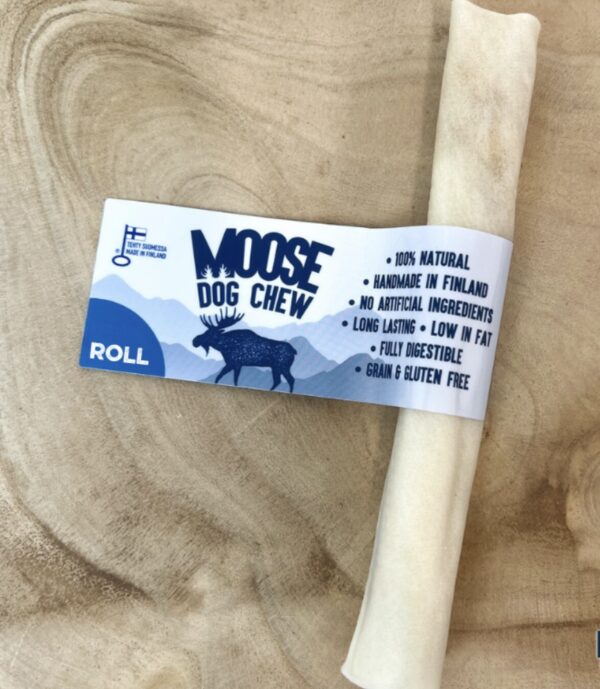 TEHTY SUOMESSA
MADE IN FINLAND
MOOSE
DOG CHEW
ROLL
• 100% NATURAL
• HANDMADE IN FINLAND
• NO ARTIFICIAL INGREDIENTS
• LONG LASTING • LOW IN FAT
• FULLY DIGESTIBLE
• GRAIN & GLUTEN FREE